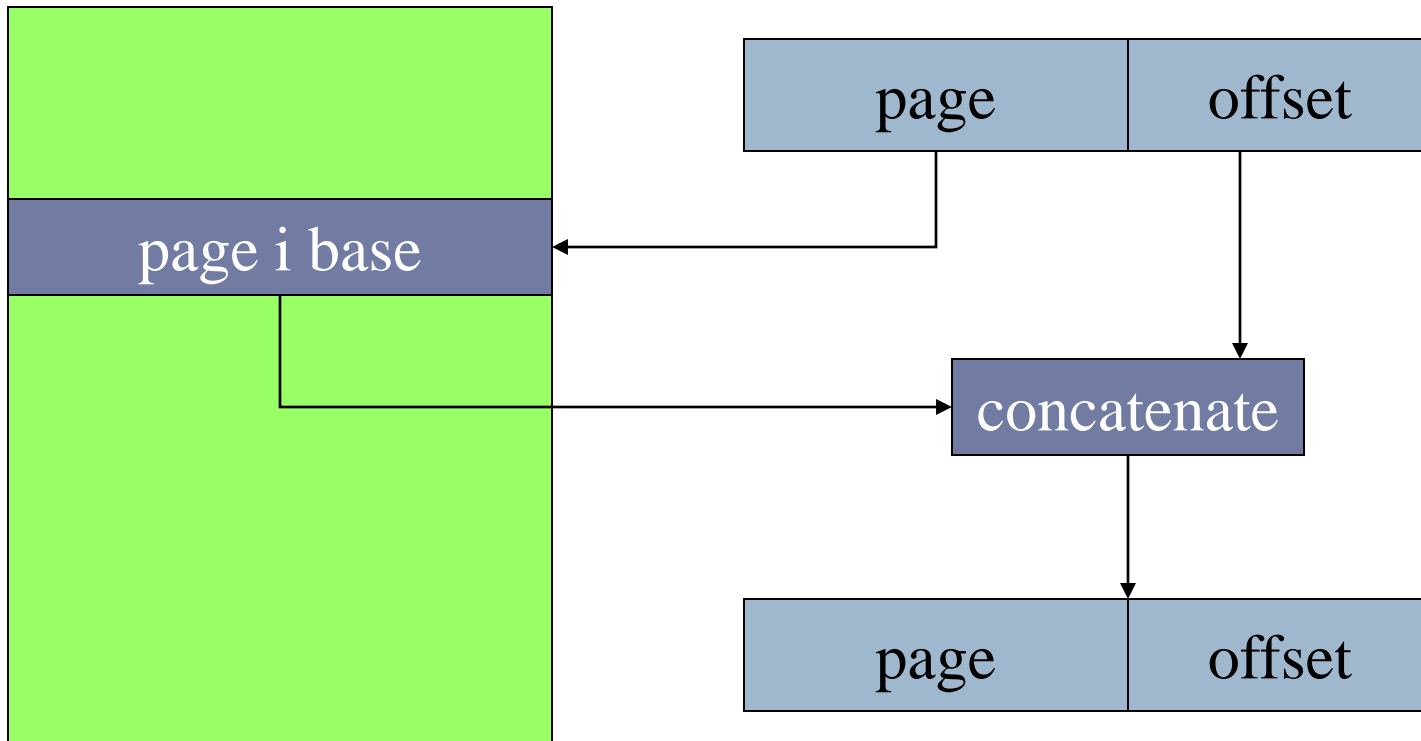 page
offset
page i base
concatenate
page
offset